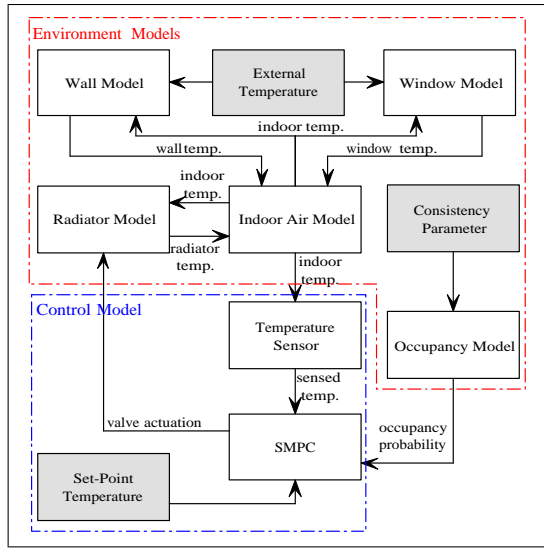 Environment Models
Wall Model
External
Temperature
Window Model
indoor temp.
wall temp.
window temp.
indoor
temp.
Radiator Model
Indoor Air Model
Consistency
Parameter
radiator
temp.
indoor
temp.
Control Model
Temperature
Sensor
Occupancy Model
sensed
temp.
valve actuation
occupancy
probability
SMPC
Set-Point
Temperature